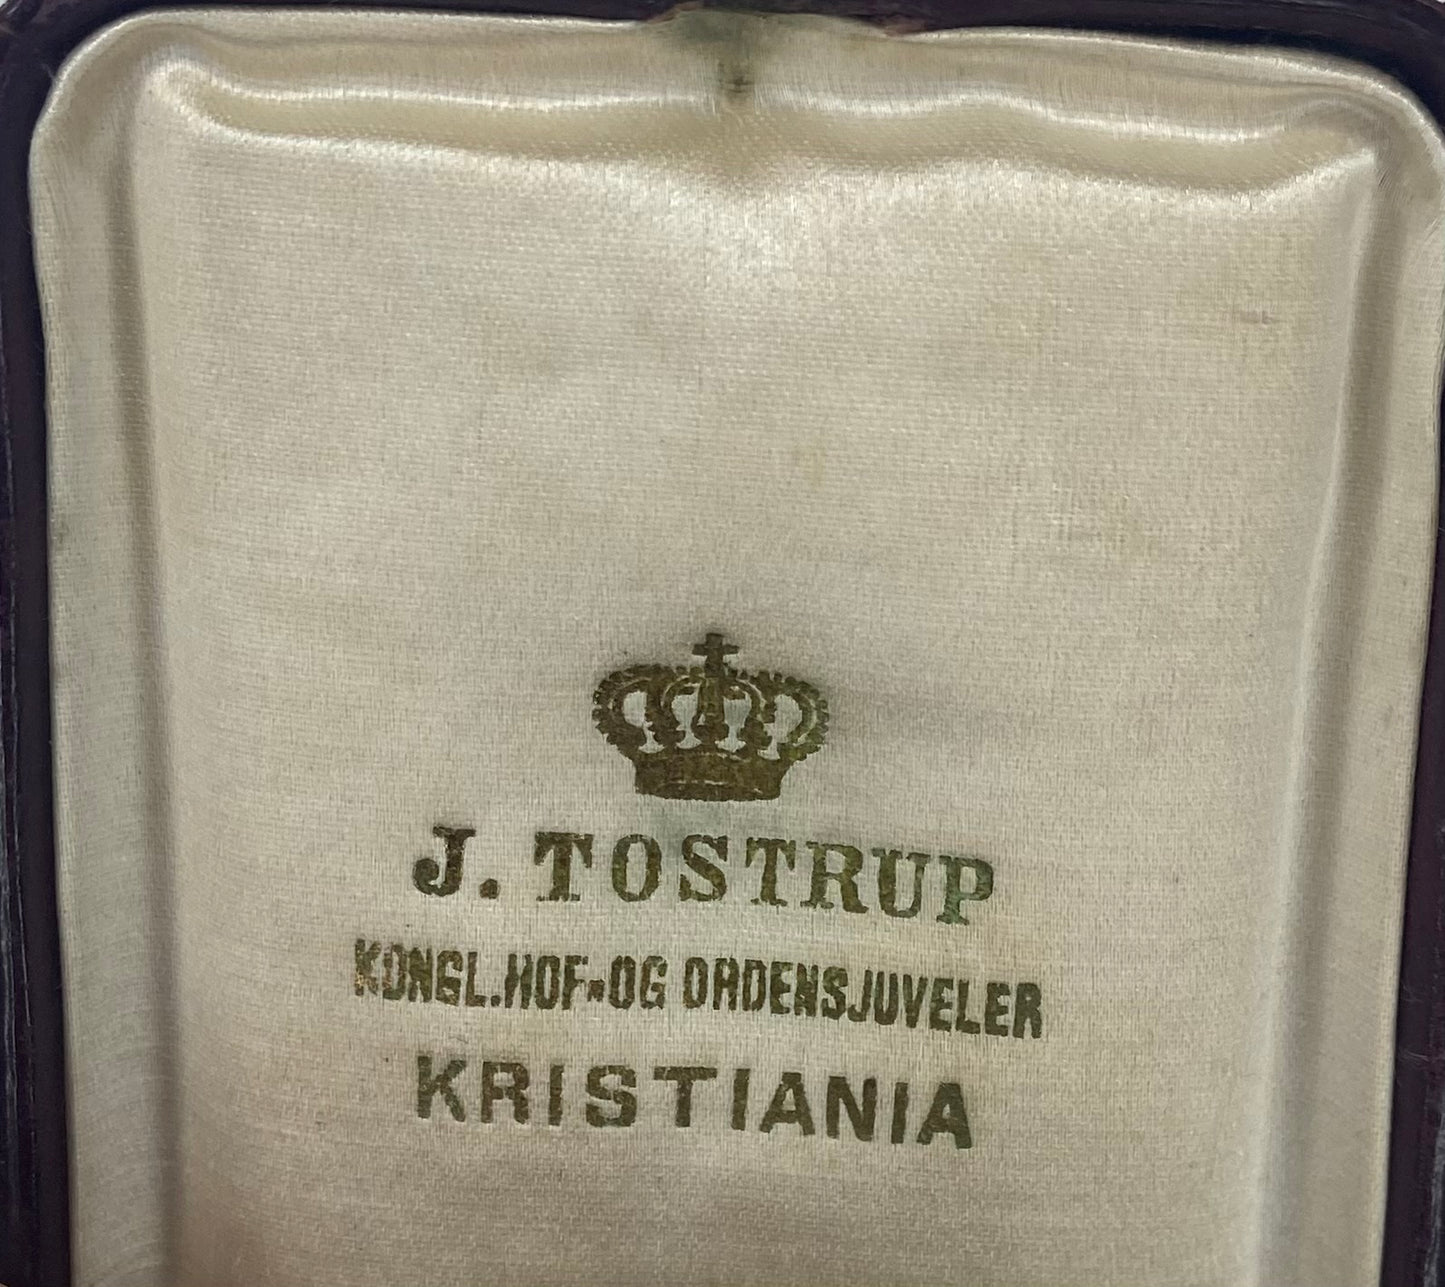 J. TOSTRUP
KONGL. HOF- OG ORDENSJUVELER
KRISTIANIA